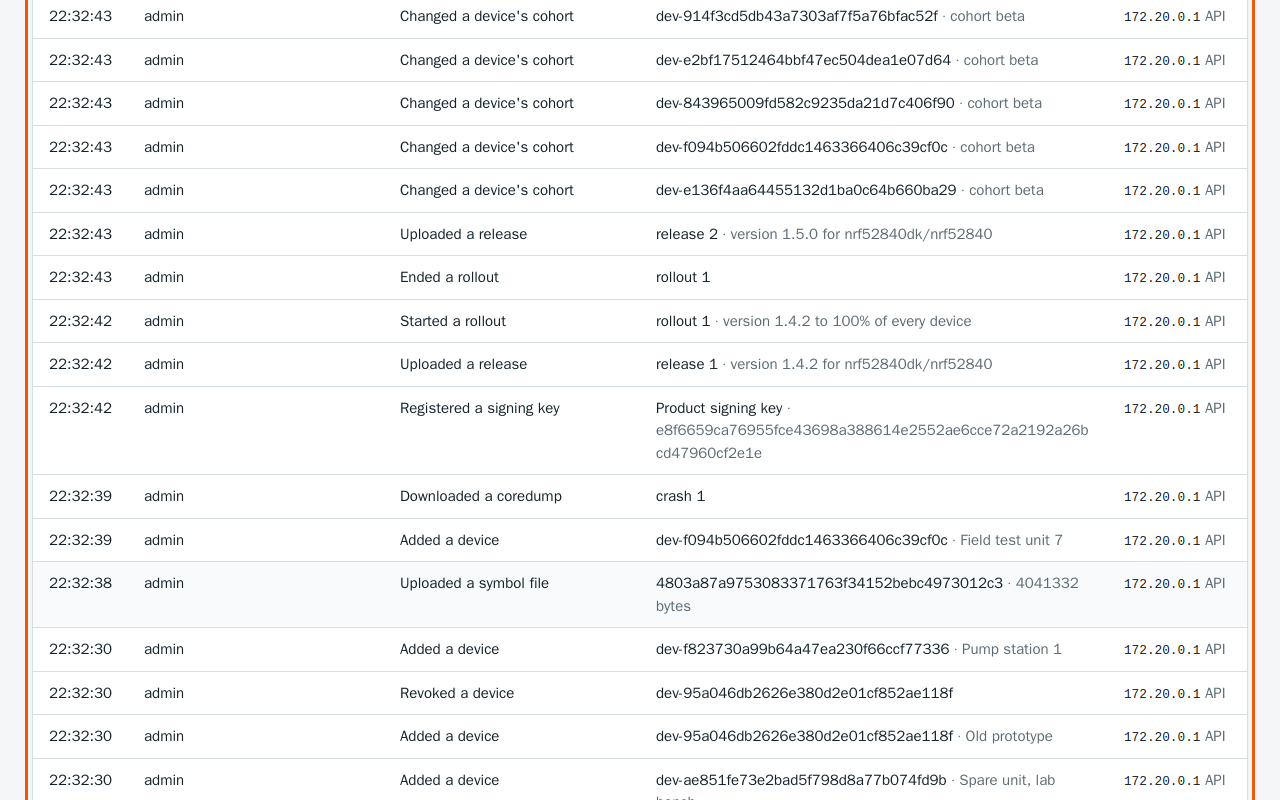 22:32:43 admin Changed a device's cohort dev-914f3cd5db43a7303af7f5a76bfac52f · cohort beta 172.20.0.1 API
22:32:43 admin Changed a device's cohort dev-e2bf17512464bbf47ec504dea1e07d64 · cohort beta 172.20.0.1 API
22:32:43 admin Changed a device's cohort dev-843965009fd582c9235da21d7c406f90 · cohort beta 172.20.0.1 API
22:32:43 admin Changed a device's cohort dev-f094b506602fddc1463366406c39cf0c · cohort beta 172.20.0.1 API
22:32:43 admin Changed a device's cohort dev-e136f4aa64455132d1ba0c64b660ba29 · cohort beta 172.20.0.1 API
22:32:43 admin Uploaded a release release 2 · version 1.5.0 for nrf52840dk/nrf52840 172.20.0.1 API
22:32:43 admin Ended a rollout rollout 1 172.20.0.1 API
22:32:42 admin Started a rollout rollout 1 · version 1.4.2 to 100% of every device 172.20.0.1 API
22:32:42 admin Uploaded a release release 1 · version 1.4.2 for nrf52840dk/nrf52840 172.20.0.1 API
22:32:42 admin Registered a signing key Product signing key · 172.20.0.1 API
e8f6659ca76955fce43698a388614e2552ae6cce72a2192a26b
cd47960cf2e1e
22:32:39 admin Downloaded a coredump crash 1 172.20.0.1 API
22:32:39 admin Added a device dev-f094b506602fddc1463366406c39cf0c · Field test unit 7 172.20.0.1 API
22:32:38 admin Uploaded a symbol file 4803a87a9753083371763f34152bebc4973012c3 · 4041332 172.20.0.1 API
bytes
22:32:30 admin Added a device dev-f823730a99b64a47ea230f66ccf77336 · Pump station 1 172.20.0.1 API
22:32:30 admin Revoked a device dev-95a046db2626e380d2e01cf852ae118f 172.20.0.1 API
22:32:30 admin Added a device dev-95a046db2626e380d2e01cf852ae118f · Old prototype 172.20.0.1 API
22:32:30 admin Added a device dev-ae851fe73e2bad5f798d8a77b074fd9b · Spare unit, lab 172.20.0.1 API